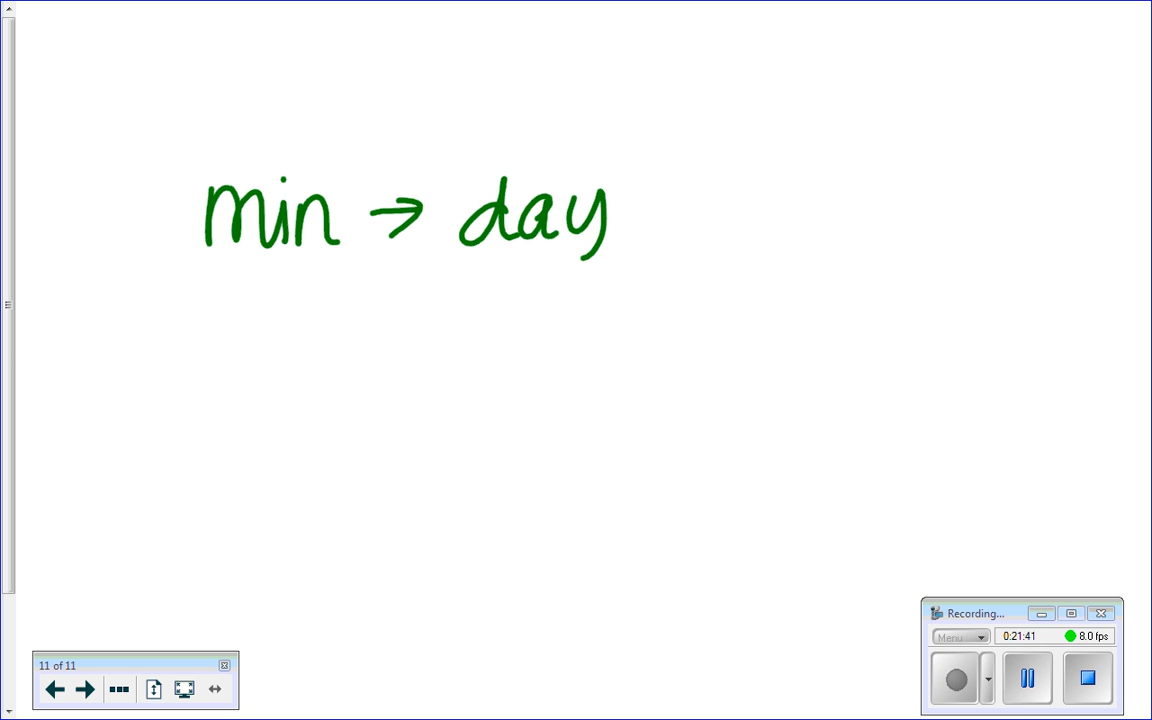 min → day
Recording...
Menu
0:21:41
8.0 fps
11 of 11